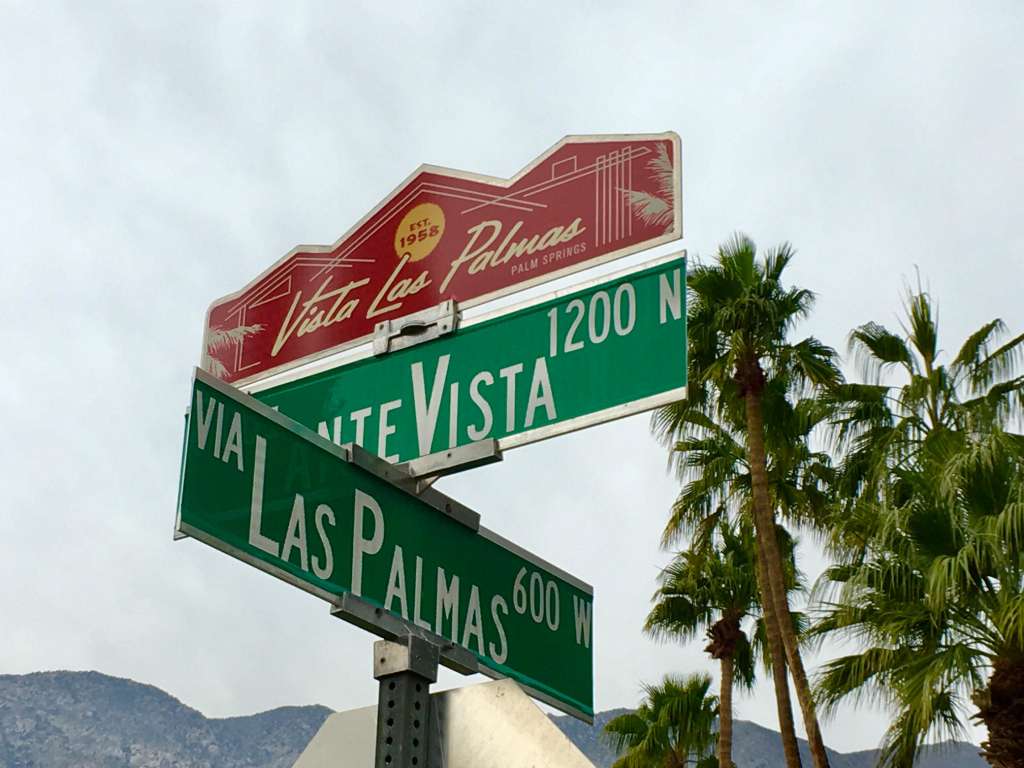 EST.
1958
Vista Las Palmas
PALM SPRINGS
VISTA 1200 N
VIA LAS PALMAS 600 W